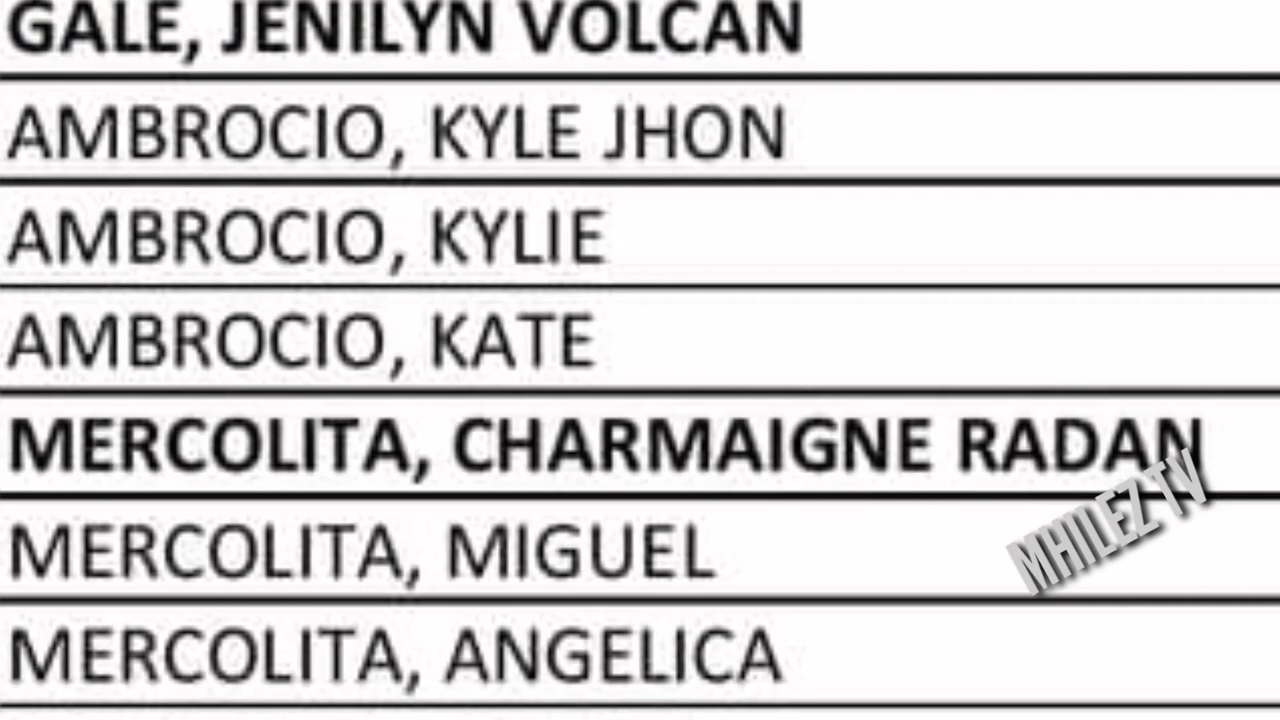 GALE, JENILYN VOLCAN
AMBROCIO, KYLE JHON
AMBROCIO, KYLIE
AMBROCIO, KATE
MERCOLITA, CHARMAIGNE RADAN
MHILEZ TV
MERCOLITA, MIGUEL
MERCOLITA, ANGELICA